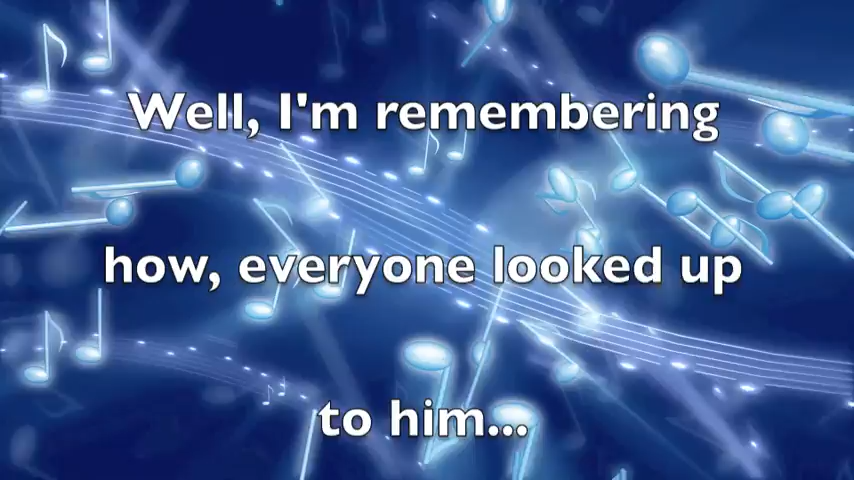 Well, I'm remembering
how, everyone looked up
to him...